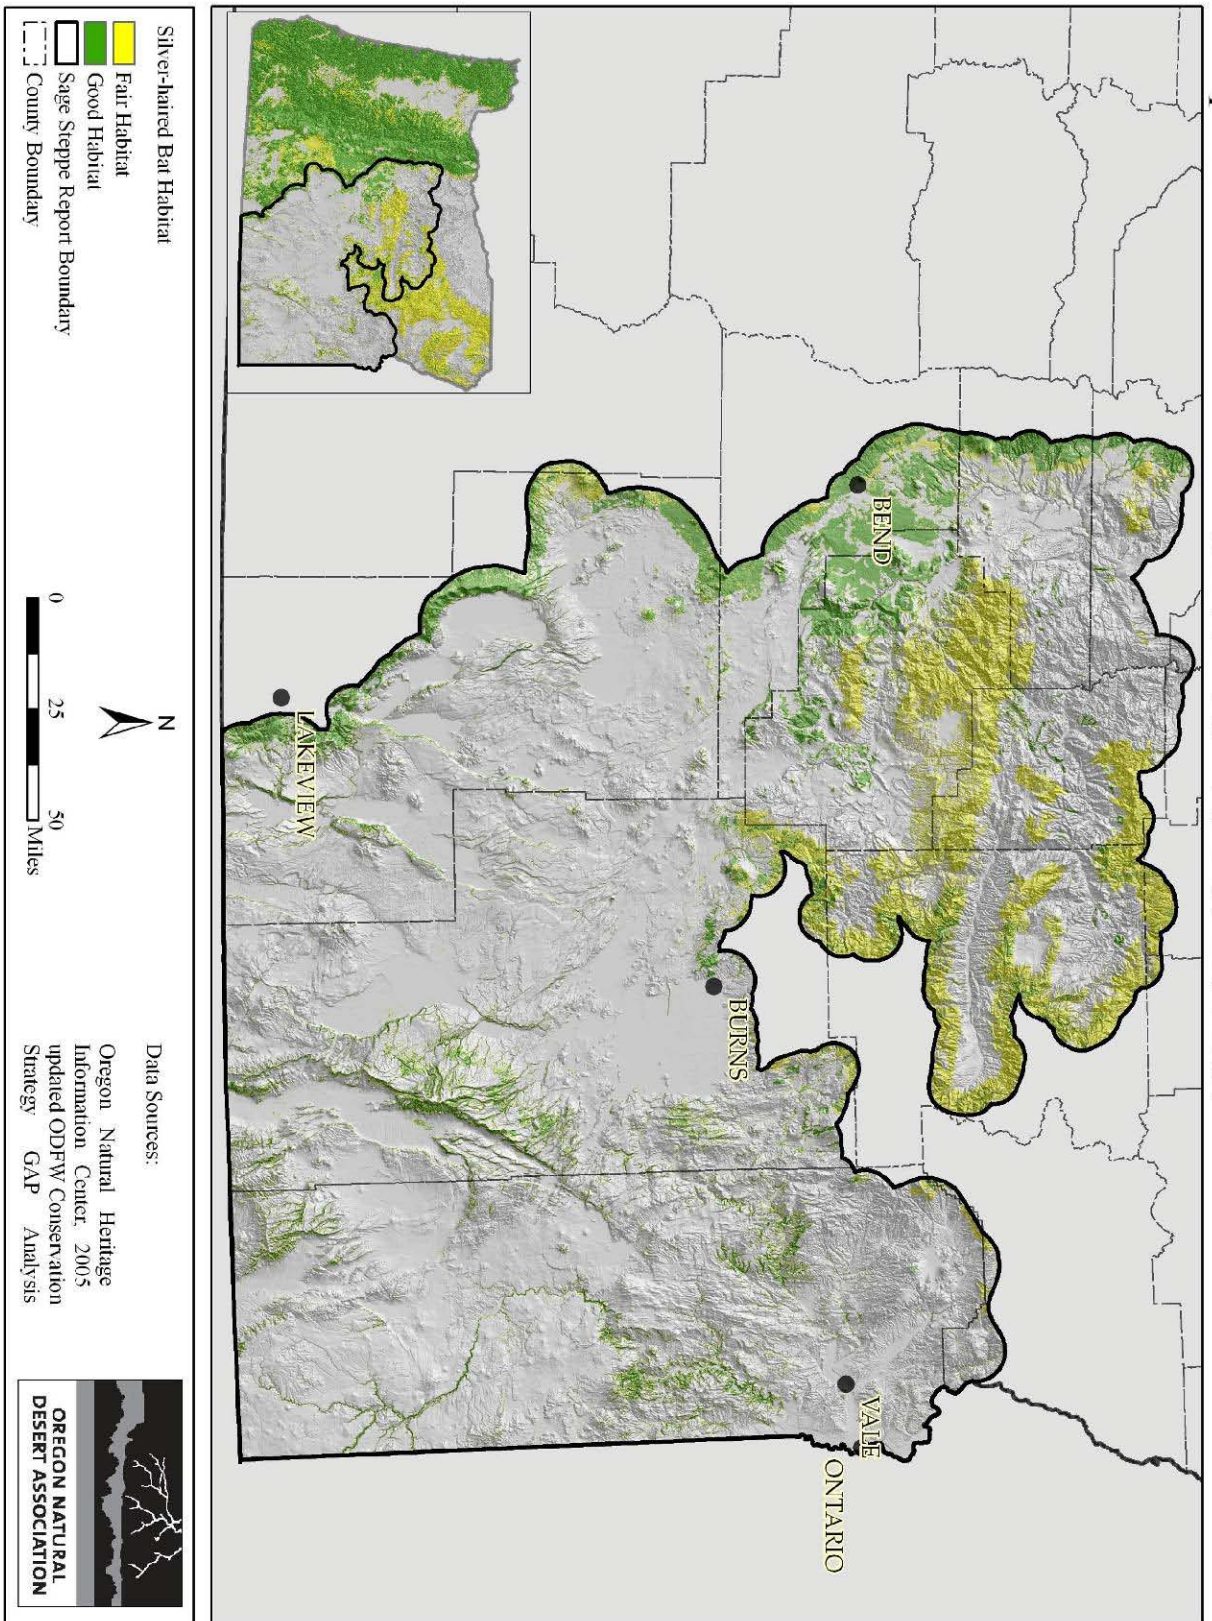 BEND
BURNS
VALE
ONTARIO
LAKEVIEW
Silver-haired Bat Habitat
Fair Habitat
Good Habitat
Sage Steppe Report Boundary
County Boundary
0 25 50
Miles
N
Data Sources:
Oregon Natural Heritage
Information Center, 2005
updated ODFW Conservation
Strategy GAP Analysis
OREGON NATURAL
DESERT ASSOCIATION